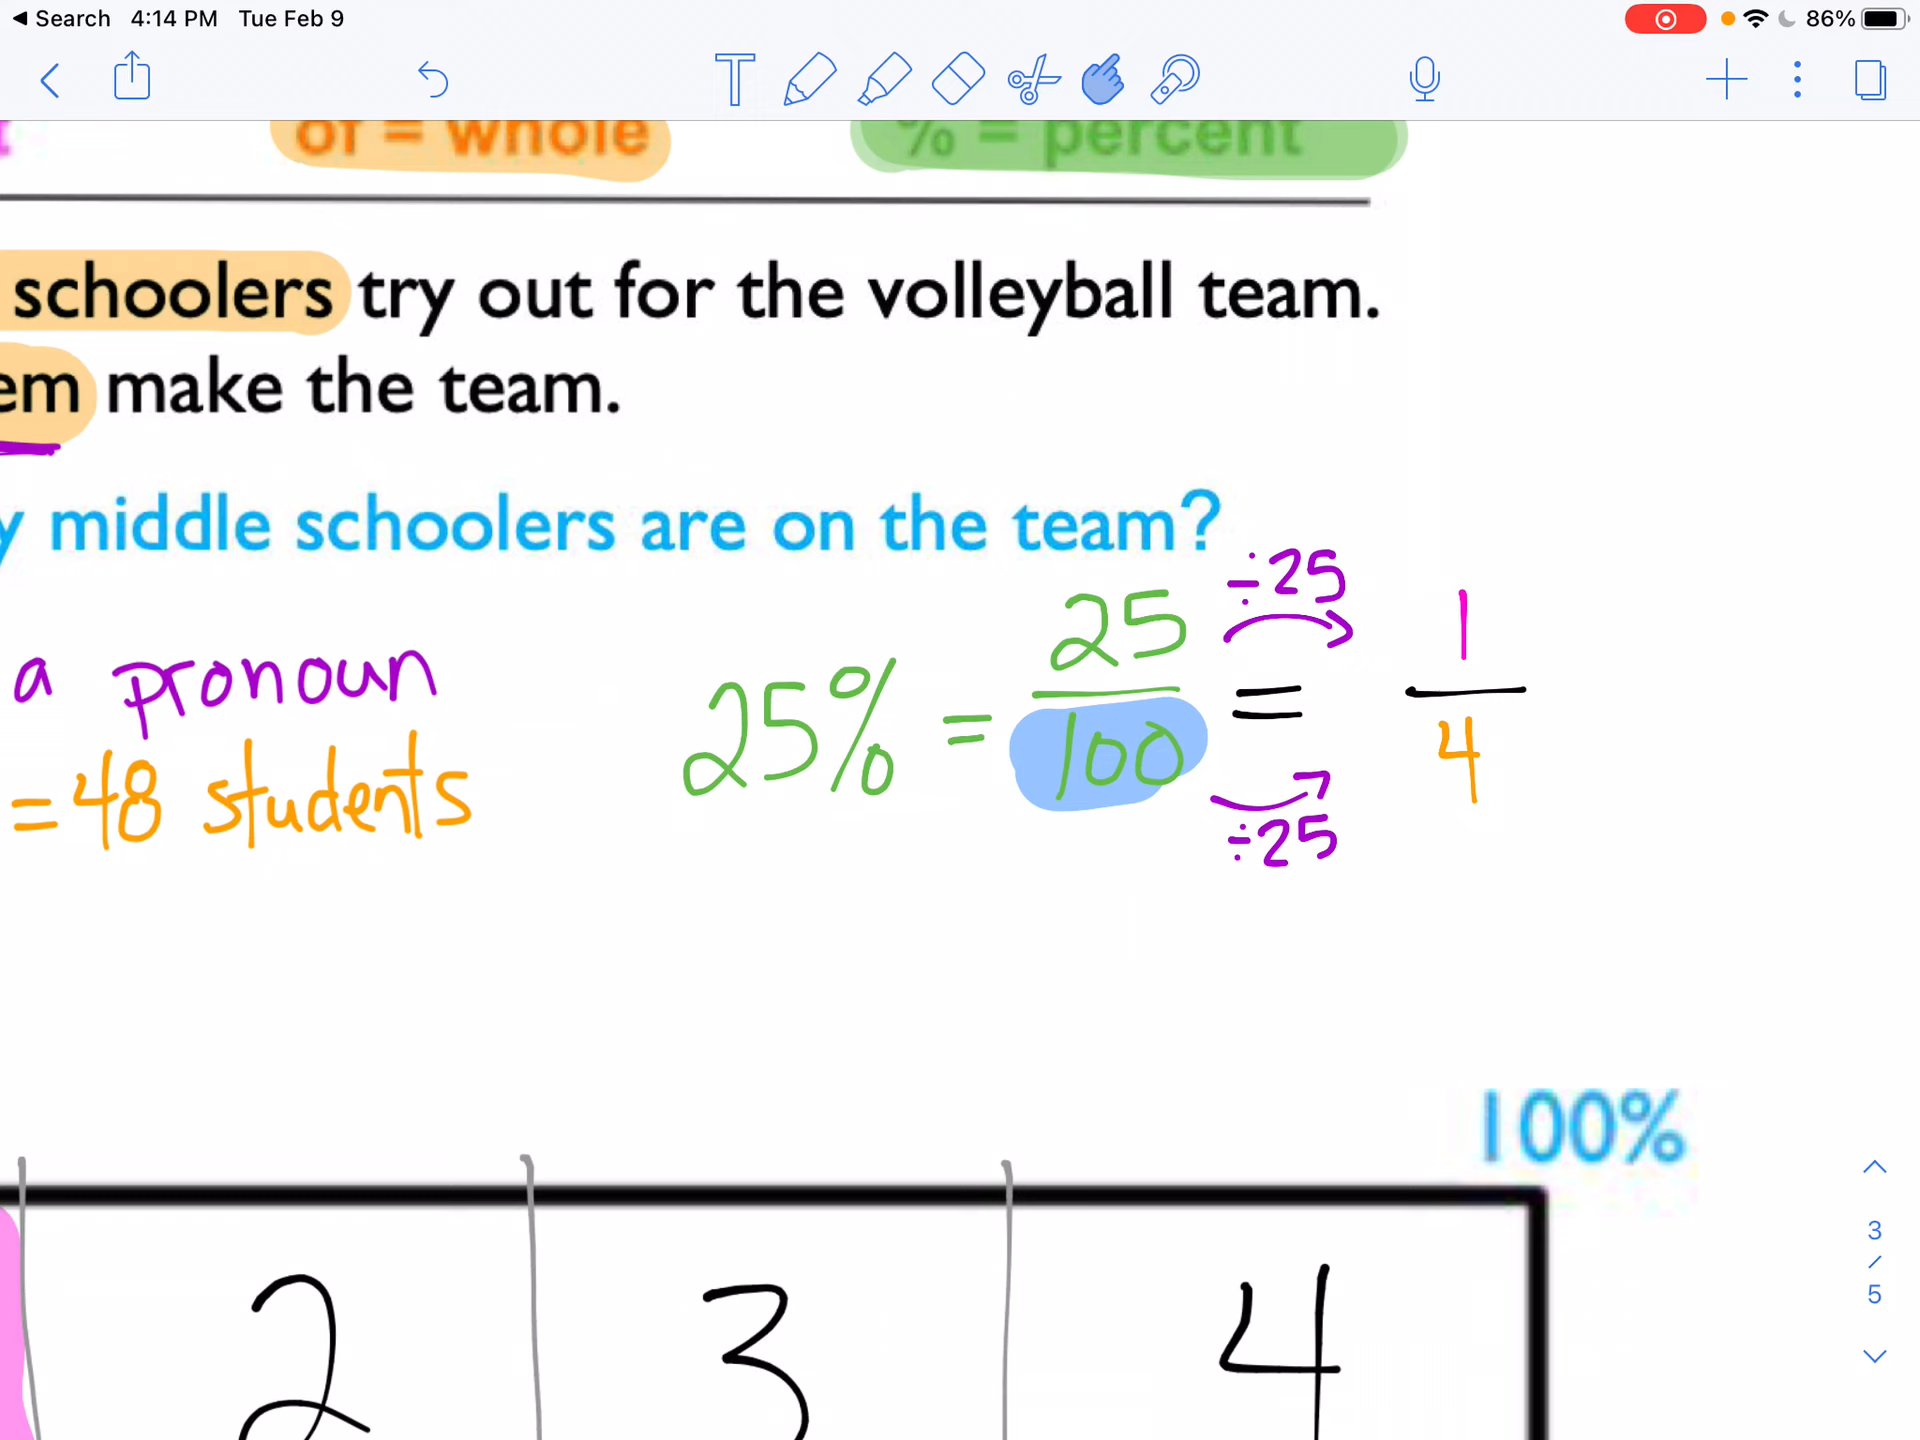 Search 4:14 PM Tue Feb 9 86%
of = whole % = percent
schoolers try out for the volleyball team.
em make the team.
y middle schoolers are on the team?
÷25
25 1
25% = =
100 4
÷25
a pronoun
= 48 students
100%
3
/
5
2 3 4